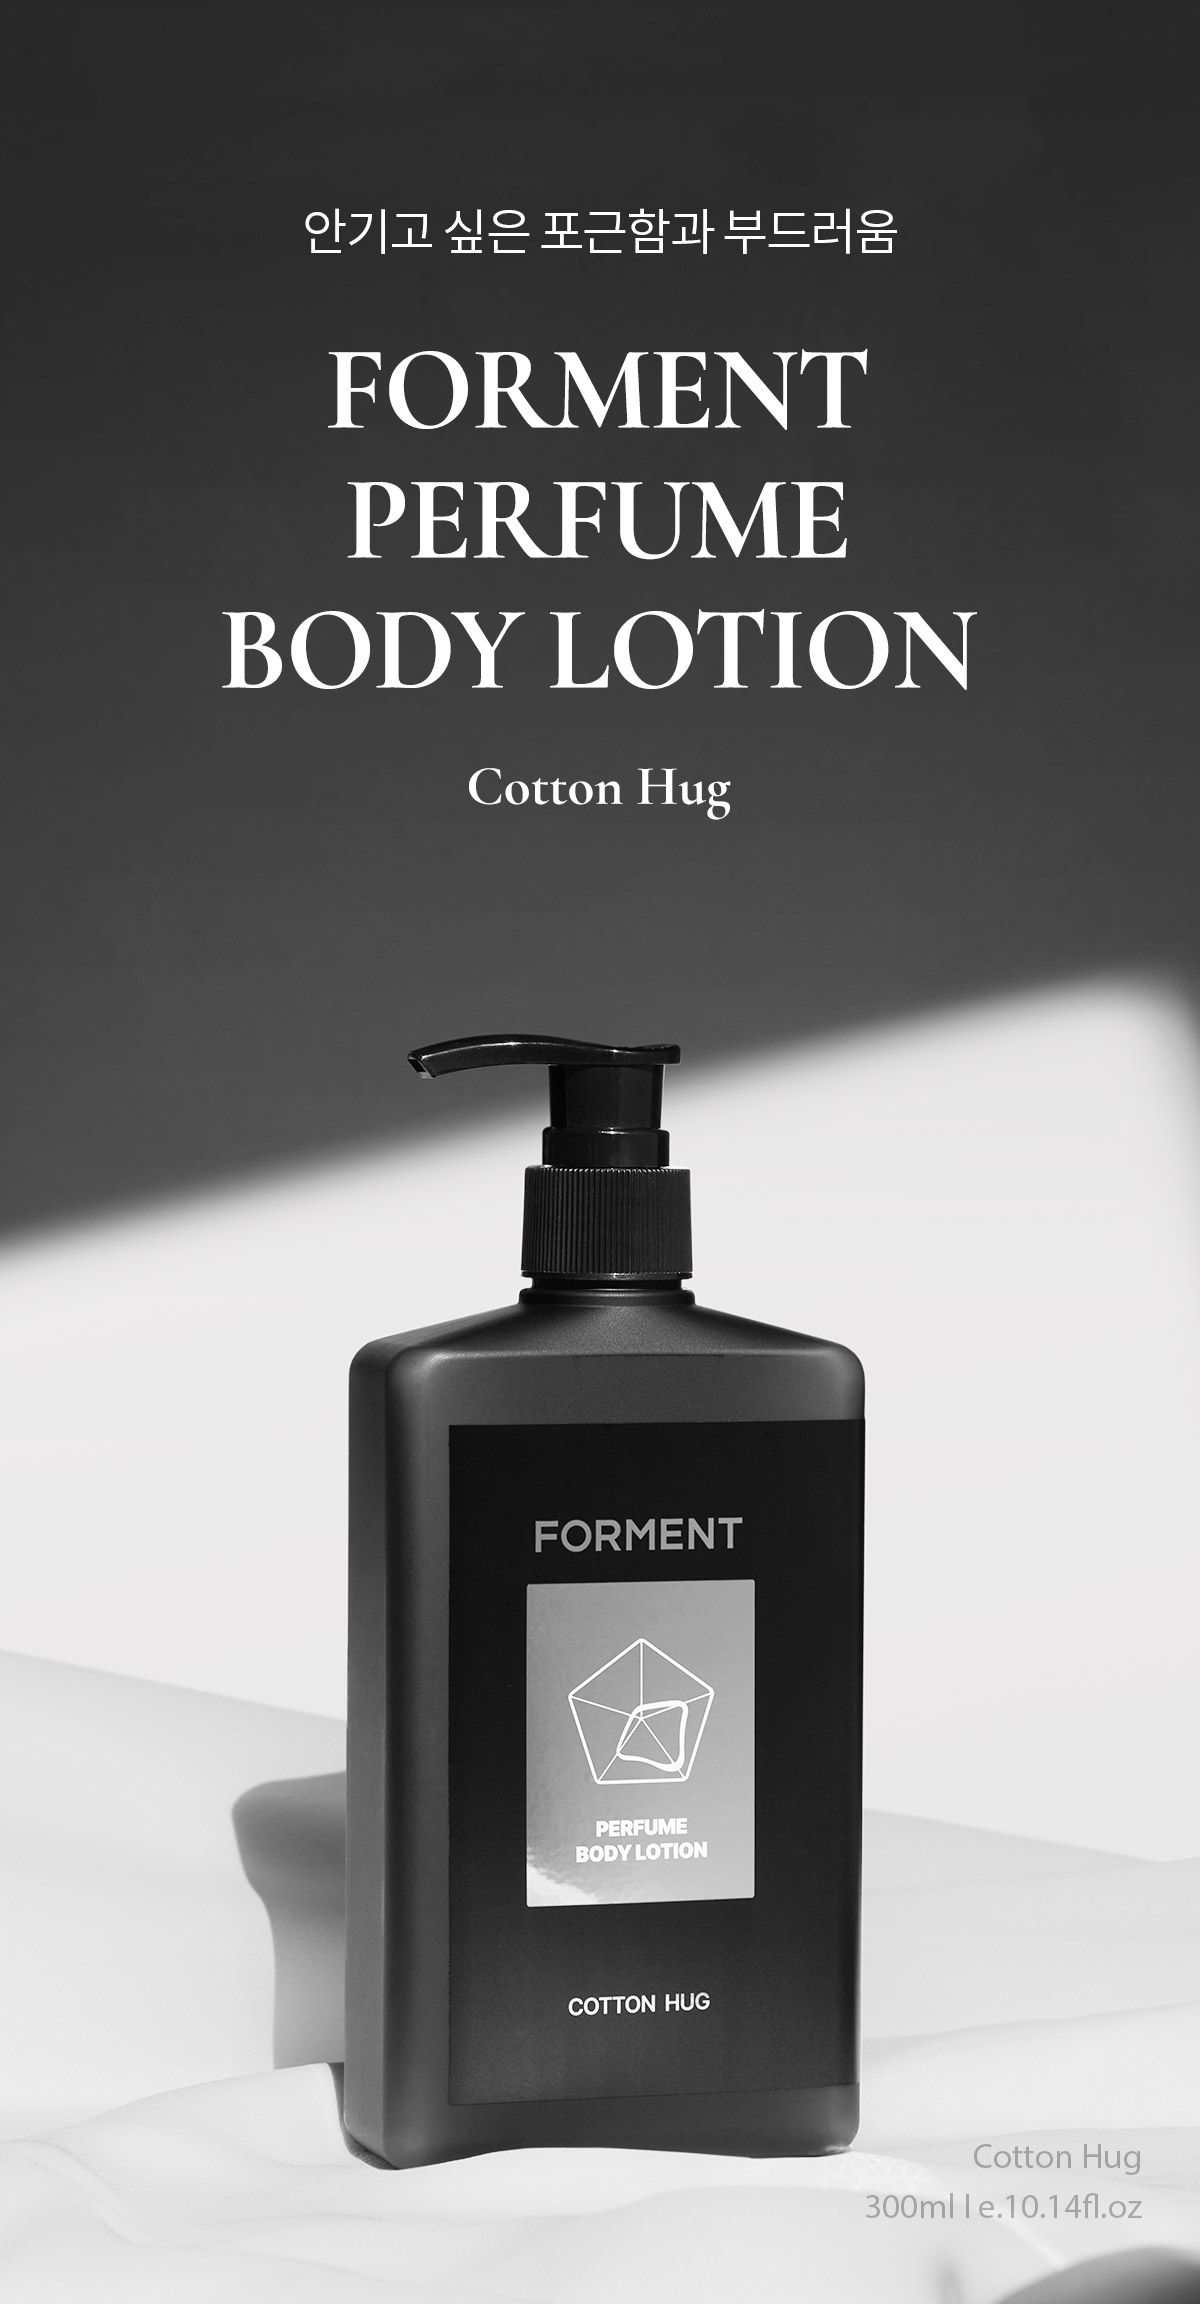 안기고 싶은 포근함과 부드러움
FORMENT
PERFUME
BODY LOTION
Cotton Hug
FORMENT
PERFUME
BODY LOTION
COTTON HUG
Cotton Hug
300ml l e.10.14fl.oz